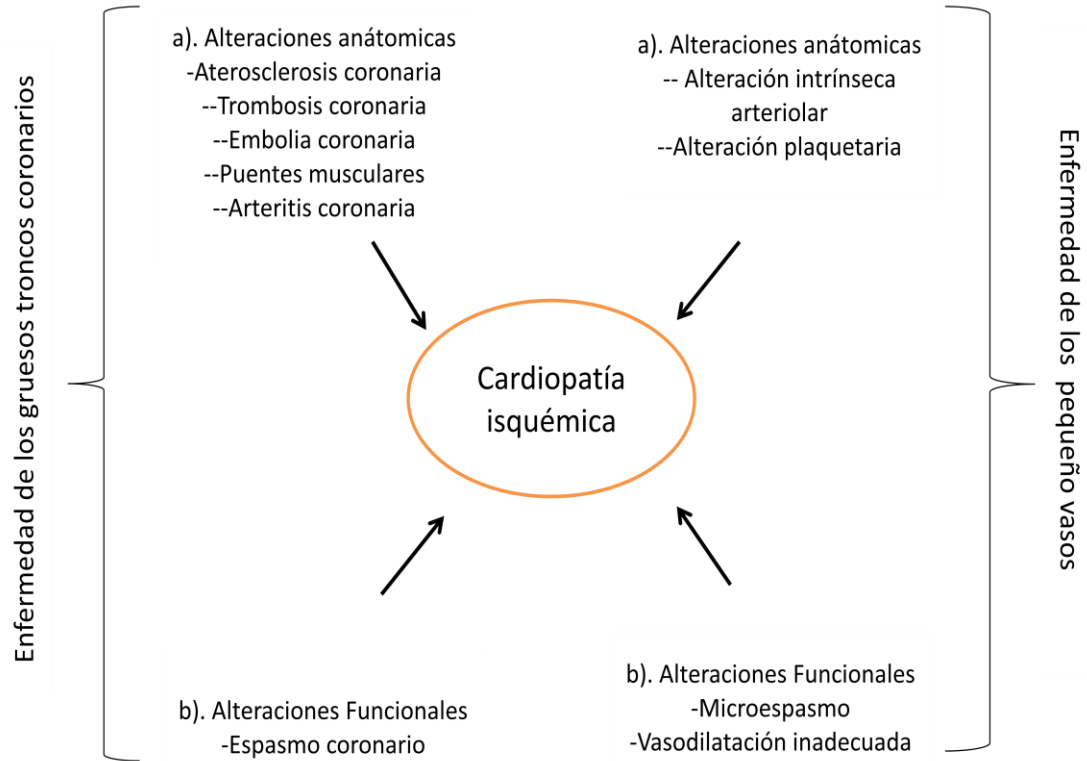 Enfermedad de los gruesos troncos coronarios
a). Alteraciones anátomicas
-Aterosclerosis coronaria
--Trombosis coronaria
--Embolia coronaria
--Puentes musculares
--Arteritis coronaria
a). Alteraciones anátomicas
-- Alteración intrínseca
arteriolar
--Alteración plaquetaria
Cardiopatía
isquémica
b). Alteraciones Funcionales
-Espasmo coronario
b). Alteraciones Funcionales
-Microespasmo
-Vasodilatación inadecuada
Enfermedad de los pequeño vasos